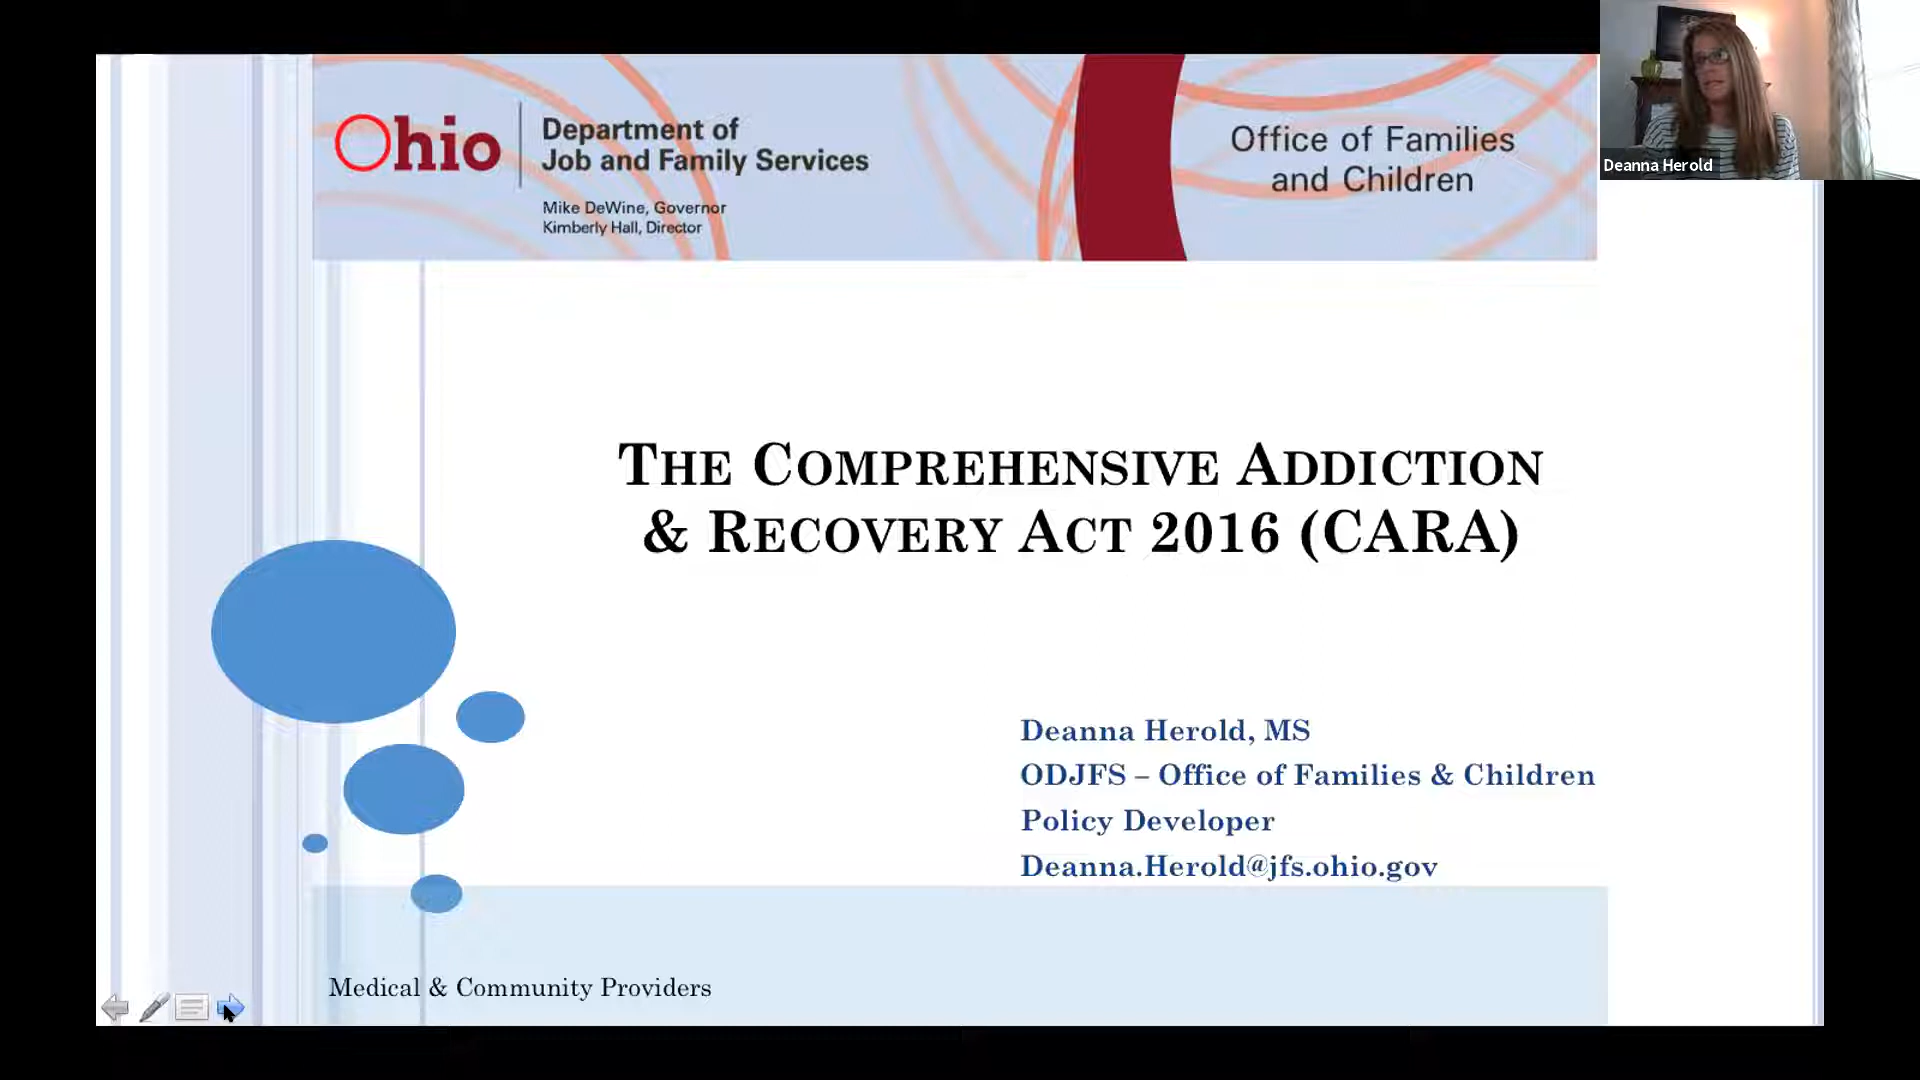 Ohio
Department of
Job and Family Services
Mike DeWine, Governor
Kimberly Hall, Director
Office of Families
and Children
Deanna Herold
THE COMPREHENSIVE ADDICTION
& RECOVERY ACT 2016 (CARA)
Deanna Herold, MS
ODJFS – Office of Families & Children
Policy Developer
Deanna.Herold@jfs.ohio.gov
Medical & Community Providers